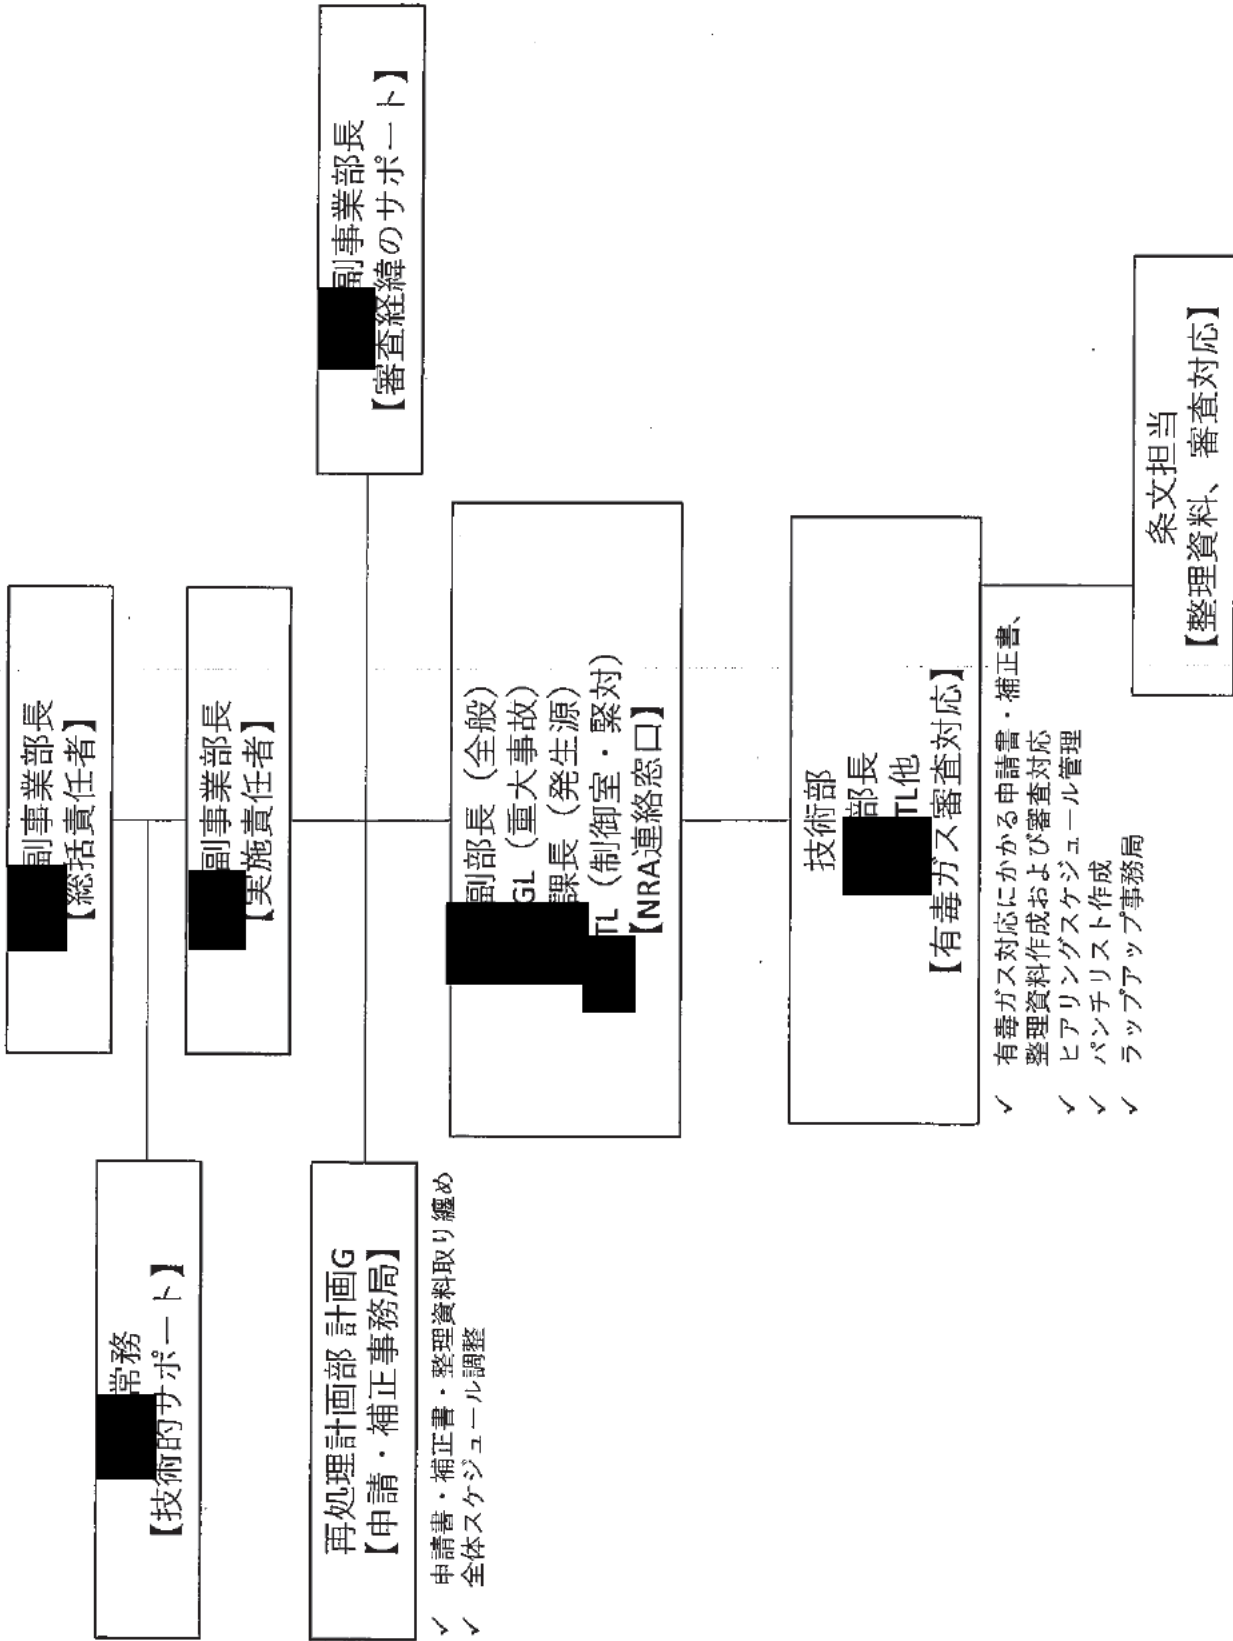 副事業部長
【総括責任者】
常務
【技術的サポート】
副事業部長
【実施責任者】
再処理計画部 計画G
【申請・補正事務局】
✓ 申請書・補正書・整理資料取り纏め
✓ 全体スケジュール調整
副事業部長
【審査経緯のサポート】
副部長(全般)
GL(重大事故)
課長(発生源)
TL(制御室・緊対)
【NRA連絡窓口】
技術部
部長
TL他
【有毒ガス審査対応】
✓ 有毒ガス対応にかかる申請書・補正書、
整理資料作成および審査対応
✓ ヒアリングスケジュール管理
✓ パンチリスト作成
✓ ラップアップ事務局
条文担当
【整理資料、審査対応】